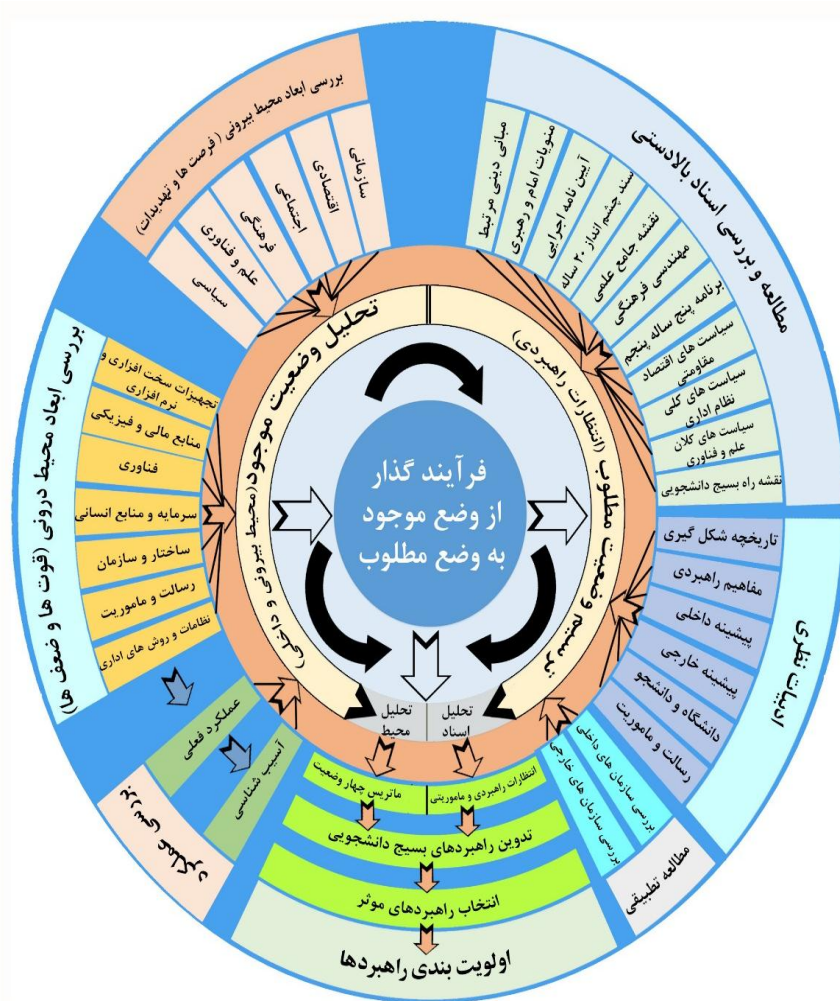 مطالعه و بررسی اسناد بالادستی
مبانی دینی مرتبط
منویات امام و رهبری
آیین نامه اجرایی
سند چشم انداز ۲۰ ساله
نقشه جامع علمی
مهندسی فرهنگی
برنامه پنج ساله پنجم
سیاست های اقتصاد
مقاومتی
سیاست های کلی
نظام اداری
سیاست های کلان
علم و فناوری
نقشه راه بسیج دانشجویی
ادبیات نظری
تاریخچه شکل گیری
مفاهیم راهبردی
پیشینه داخلی
پیشینه خارجی
دانشگاه و دانشجو
رسالت و ماموریت
مطالعه تطبیقی
بررسی سازمان های داخلی
بررسی سازمان های خارجی
بررسی ابعاد محیط بیرونی (فرصت ها و تهدیدات)
سازمانی
اقتصادی
اجتماعی
فرهنگی
علم و فناوری
سیاسی
بررسی ابعاد محیط درونی (قوت ها و ضعف ها)
تجهیزات سخت افزاری و
نرم افزاری
منابع مالی و فیزیکی
فناوری
سرمایه و منابع انسانی
ساختار و سازمان
رسالت و ماموریت
نظامات و روش های اداری
بررسی عملکرد
عملکرد فعلی
آسیب شناسی
ترسیم وضعیت مطلوب (انتظارات راهبردی)
تحلیل وضعیت موجود (محیط بیرونی و داخلی)
فرآیند گذار
از وضع موجود
به وضع مطلوب
تحلیل
اسناد
تحلیل
محیط
انتظارات راهبردی و ماموریتی
ماتریس چهار وضعیت
تدوین راهبردهای بسیج دانشجویی
انتخاب راهبردهای موثر
اولویت بندی راهبردها